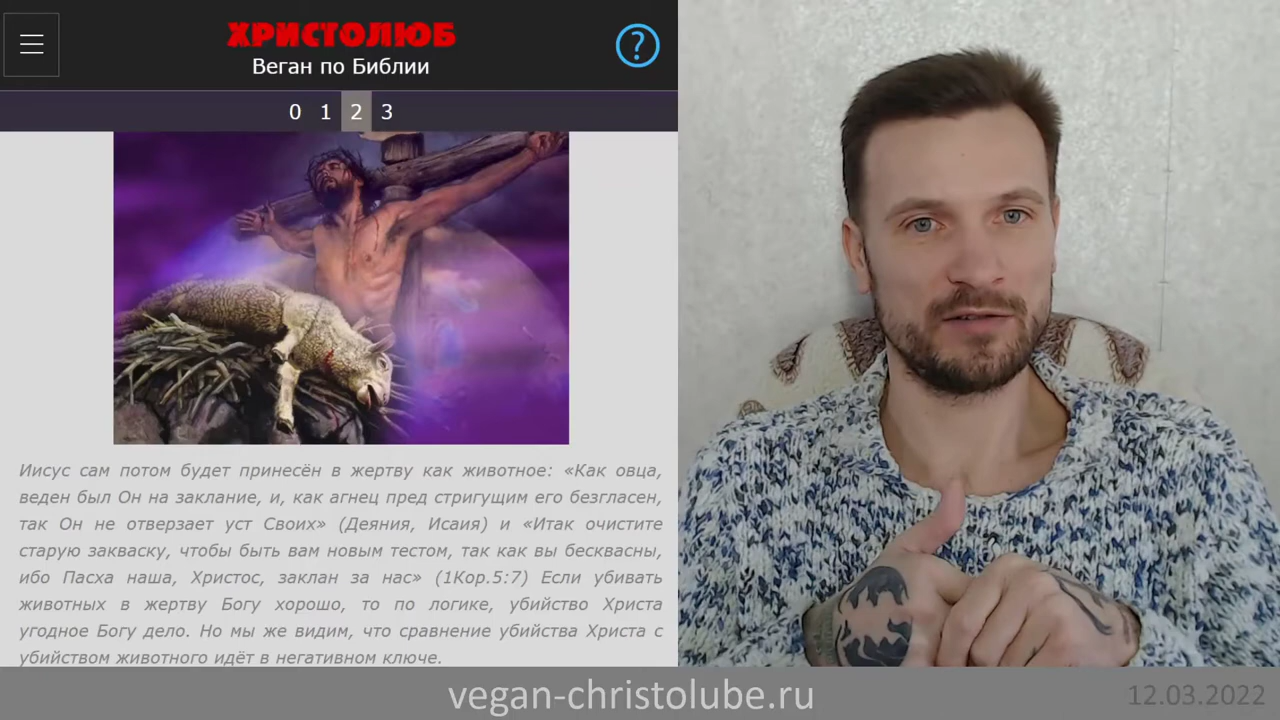 ХРИСТОЛЮБ
Веган по Библии
?
0 1 2 3
Иисус сам потом будет принесён в жертву как животное: «Как овца,
веден был Он на заклание, и, как агнец пред стригущим его безгласен,
так Он не отверзает уст Своих» (Деяния, Исаия) и «Итак очистите
старую закваску, чтобы быть вам новым тестом, так как вы бесквасны,
ибо Пасха наша, Христос, заклан за нас» (1Кор.5:7) Если убивать
животных в жертву Богу хорошо, то по логике, убийство Христа
угодное Богу дело. Но мы же видим, что сравнение убийства Христа с
убийством животного идёт в негативном ключе.
vegan-christolube.ru
12.03.2022